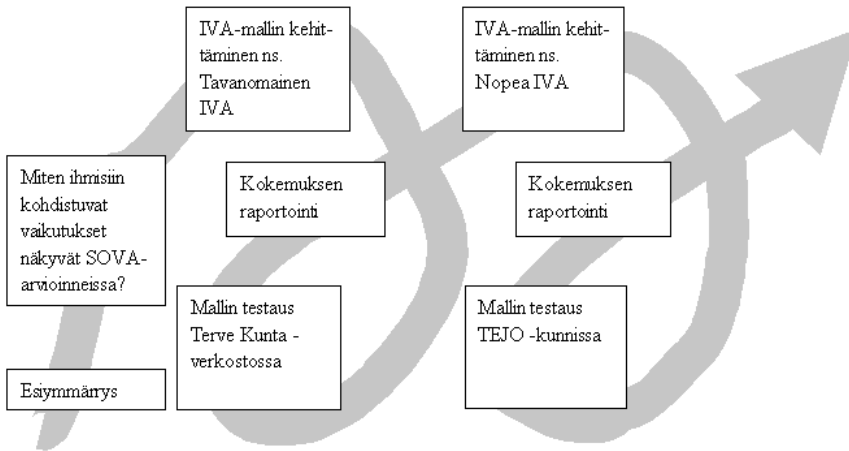 IVA-mallin kehit-
täminen ns.
Tavanomainen
IVA
IVA-mallin kehit-
täminen ns.
Nopea IVA
Miten ihmisiin
kohdistuvat
vaikutukset
näkyvät SOVA-
arvioinneissa?
Kokemuksen
raportointi
Kokemuksen
raportointi
Mallin testaus
Terve Kunta -
verkostossa
Mallin testaus
TEJO -kunnissa
Esiymmärrys